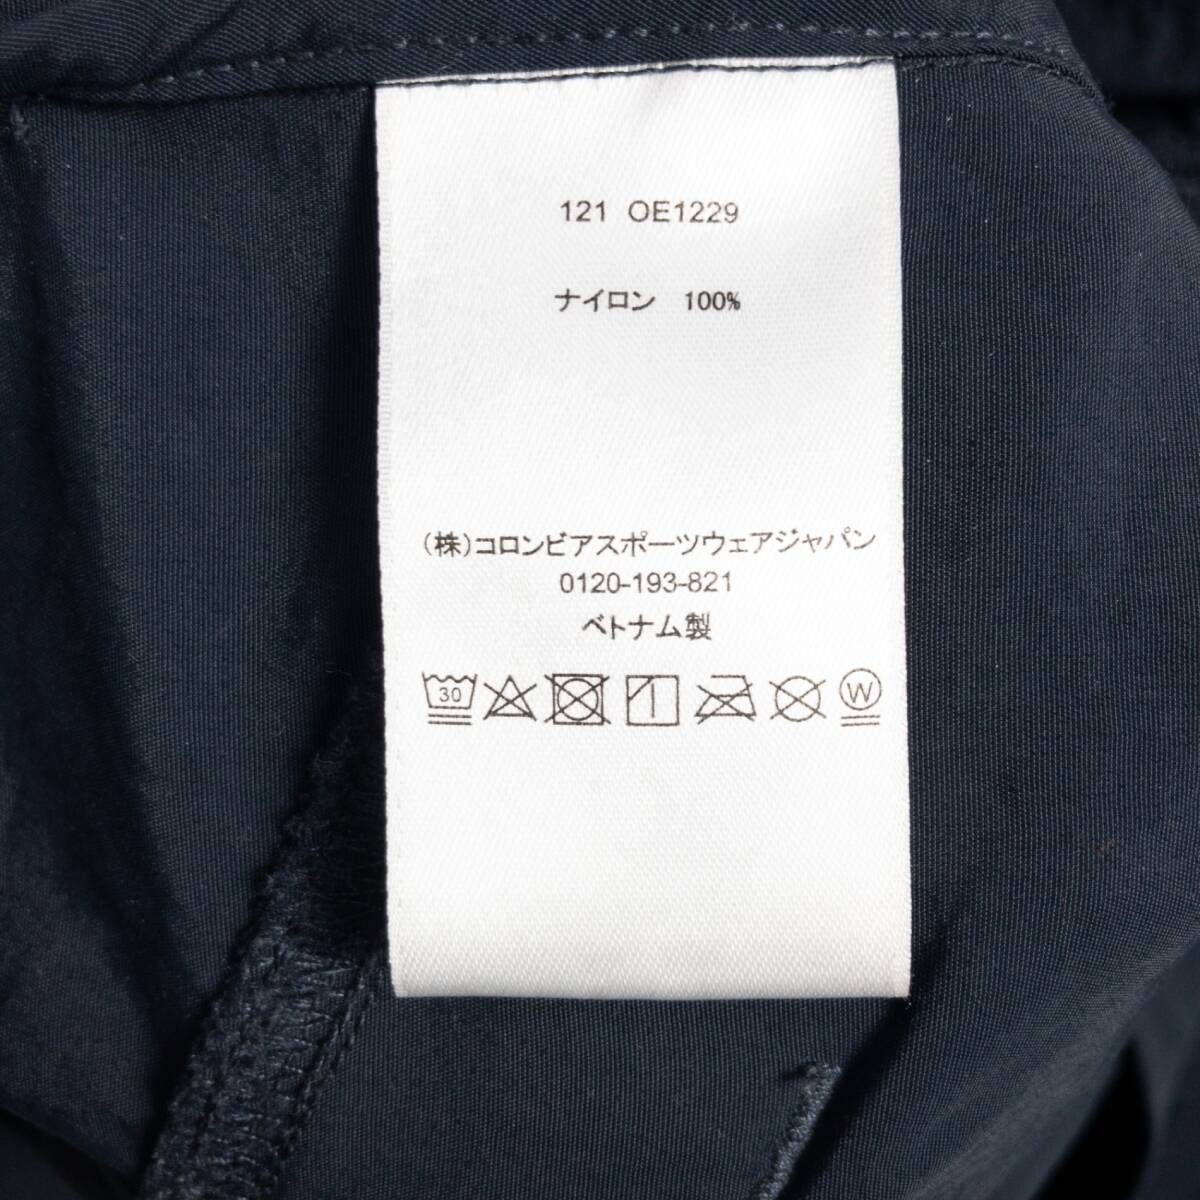 121 OE1229
ナイロン 100%
(株)コロンビアスポーツウェアジャパン
0120-193-821
ベトナム製
30 W